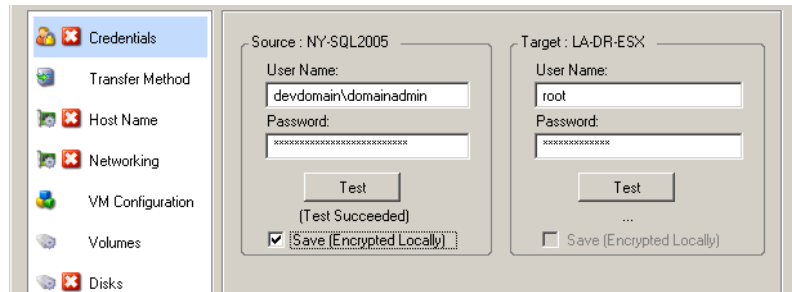 Credentials
Transfer Method
Host Name
Networking
VM Configuration
Volumes
Disks
Source : NY-SQL2005
User Name:
devdomain\domainadmin
Password:
××××××××××××××××××××××××××
Test
(Test Succeeded)
Save (Encrypted Locally)
Target : LA-DR-ESX
User Name:
root
Password:
×××××××××××××
Test
...
Save (Encrypted Locally)